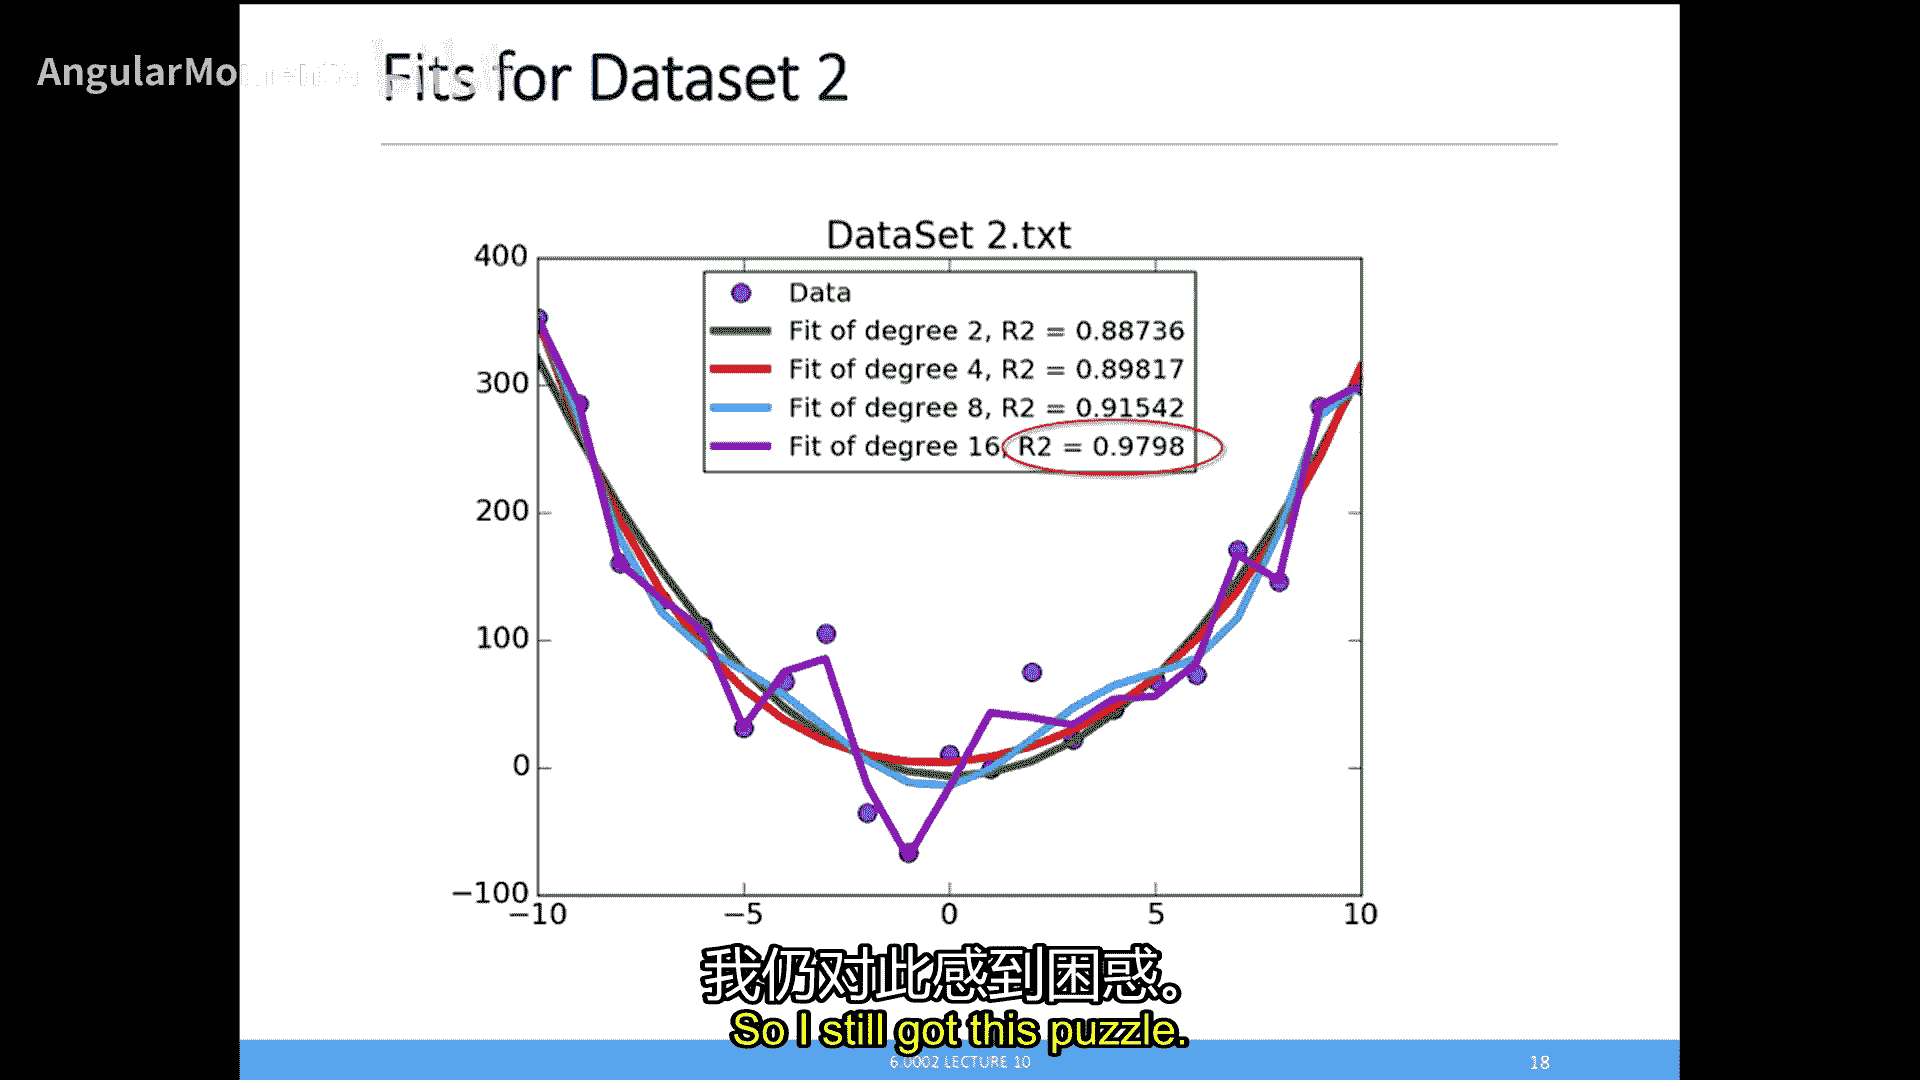 Fits for Dataset 2
DataSet 2.txt
400
300
200
100
0
−100
−10
−5
0
5
10
Data
Fit of degree 2, R2 = 0.88736
Fit of degree 4, R2 = 0.89817
Fit of degree 8, R2 = 0.91542
Fit of degree 16, R2 = 0.9798
我仍对此感到困惑。
So I still got this puzzle.
6.0002 LECTURE 10
18